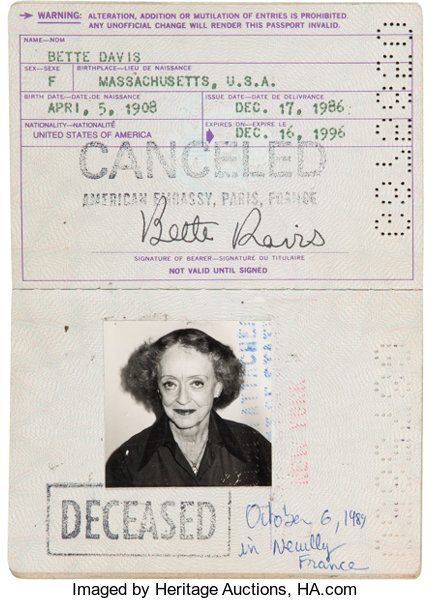 WARNING: ALTERATION, ADDITION OR MUTILATION OF ENTRIES IS PROHIBITED.
ANY UNOFFICIAL CHANGE WILL RENDER THIS PASSPORT INVALID.
NAME—NOM
BETTE DAVIS
SEX—SEXE BIRTHPLACE—LIEU DE NAISSANCE
F MASSACHUSETTS, U.S.A.
BIRTH DATE—DATE DE NAISSANCE ISSUE DATE—DATE DE DELIVRANCE
APRI, 5, 1908 DEC. 17, 1986
NATIONALITY—NATIONALITÉ EXPIRES ON—EXPIRE LE
UNITED STATES OF AMERICA DEC. 16, 1996
CANCELED
AMERICAN EMBASSY, PARIS, FRANCE
Bette Davis
SIGNATURE OF BEARER—SIGNATURE DU TITULAIRE
NOT VALID UNTIL SIGNED
NEW YORK
DECEASED
October 6, 1989
in Neuilly
France
Imaged by Heritage Auctions, HA.com